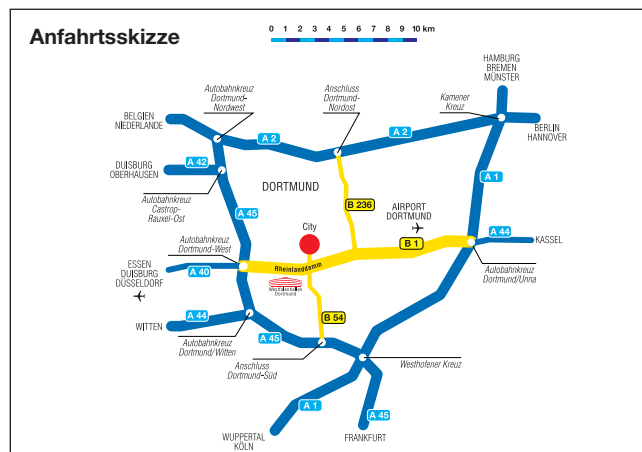 Anfahrtsskizze
0 1 2 3 4 5 6 7 8 9 10 km
HAMBURG
BREMEN
MÜNSTER
Autobahnkreuz
Dortmund-
Nordwest
Anschluss
Dortmund-
Nordost
Kamener
Kreuz
BELGIEN
NIEDERLANDE
A 2
A 2
BERLIN
HANNOVER
A 42
DUISBURG
OBERHAUSEN
A 1
DORTMUND
B 236
Autobahnkreuz
Castrop-
Rauxel-Ost
A 45
AIRPORT
DORTMUND
City
B 1
A 44
KASSEL
Autobahnkreuz
Dortmund-West
ESSEN
DUISBURG
DÜSSELDORF
A 40
Rheinlanddamm
Westfalenhallen
Dortmund
Autobahnkreuz
Dortmund/Unna
A 44
WITTEN
B 54
A 45
Autobahnkreuz
Dortmund/Witten
Anschluss
Dortmund-Süd
Westhofener Kreuz
A 1
A 45
WUPPERTAL
KÖLN
FRANKFURT